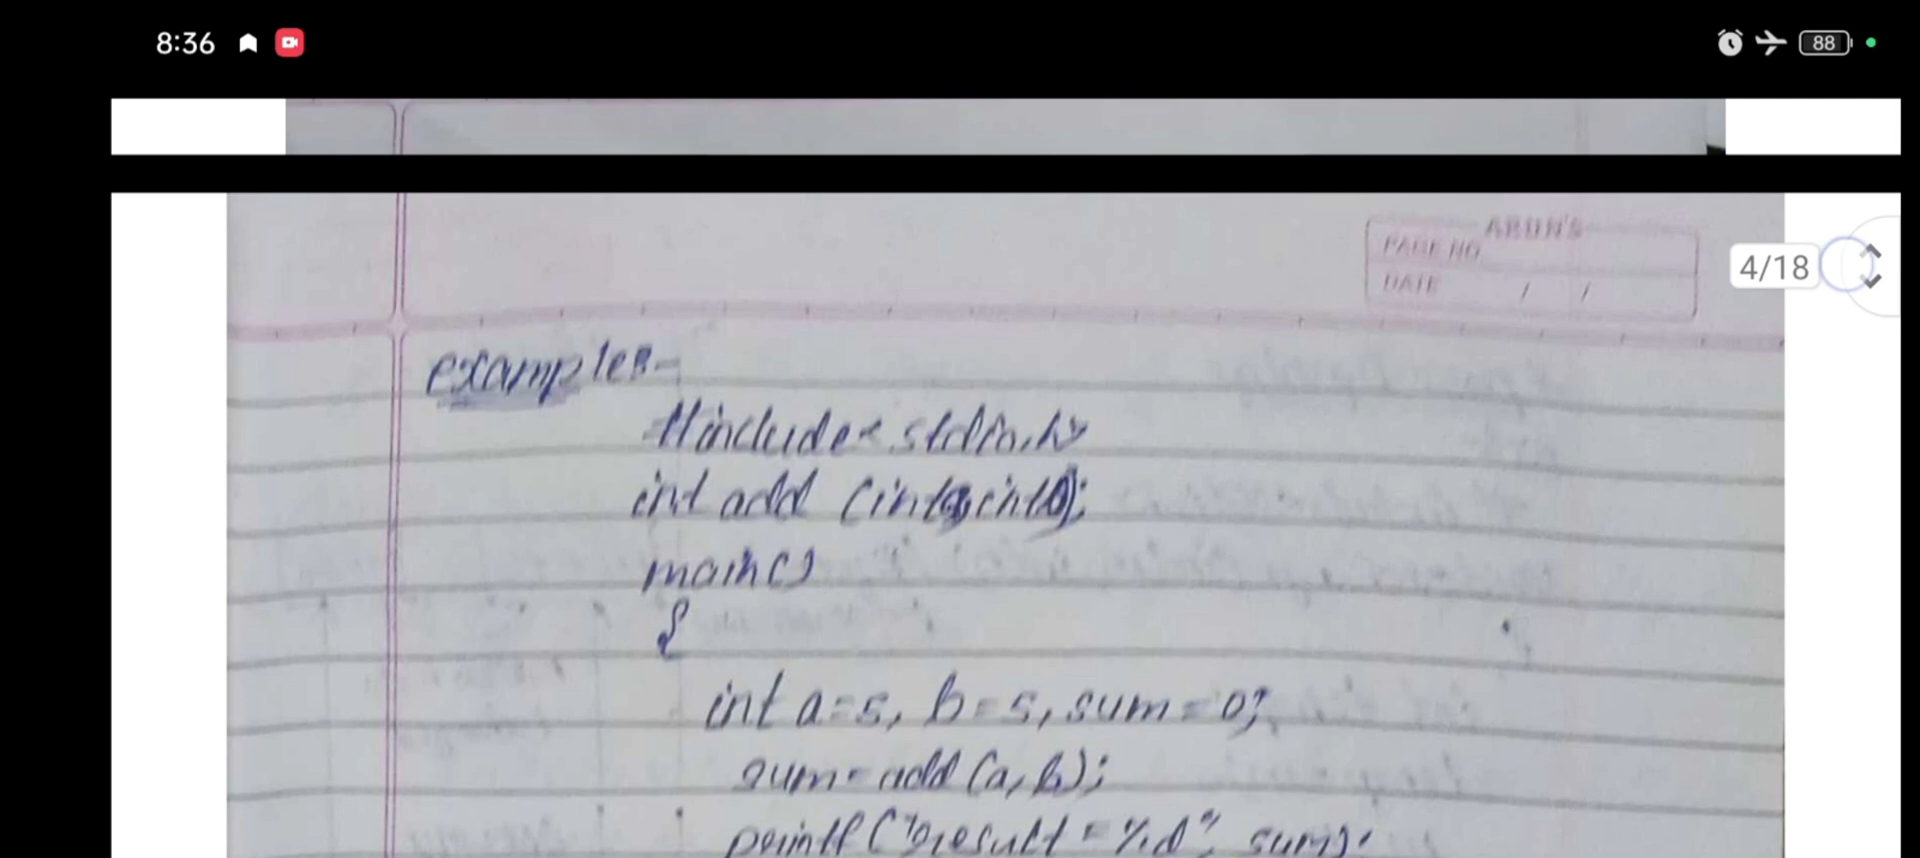 8:36
88
ARUN'S
PAGE NO
DATE / /
4/18
examples-
#include<stdio.h>
int add (int, int);
main()
{
int a=5, b=5, sum=0;
sum=add(a,b);
printf("result=%d", sum);